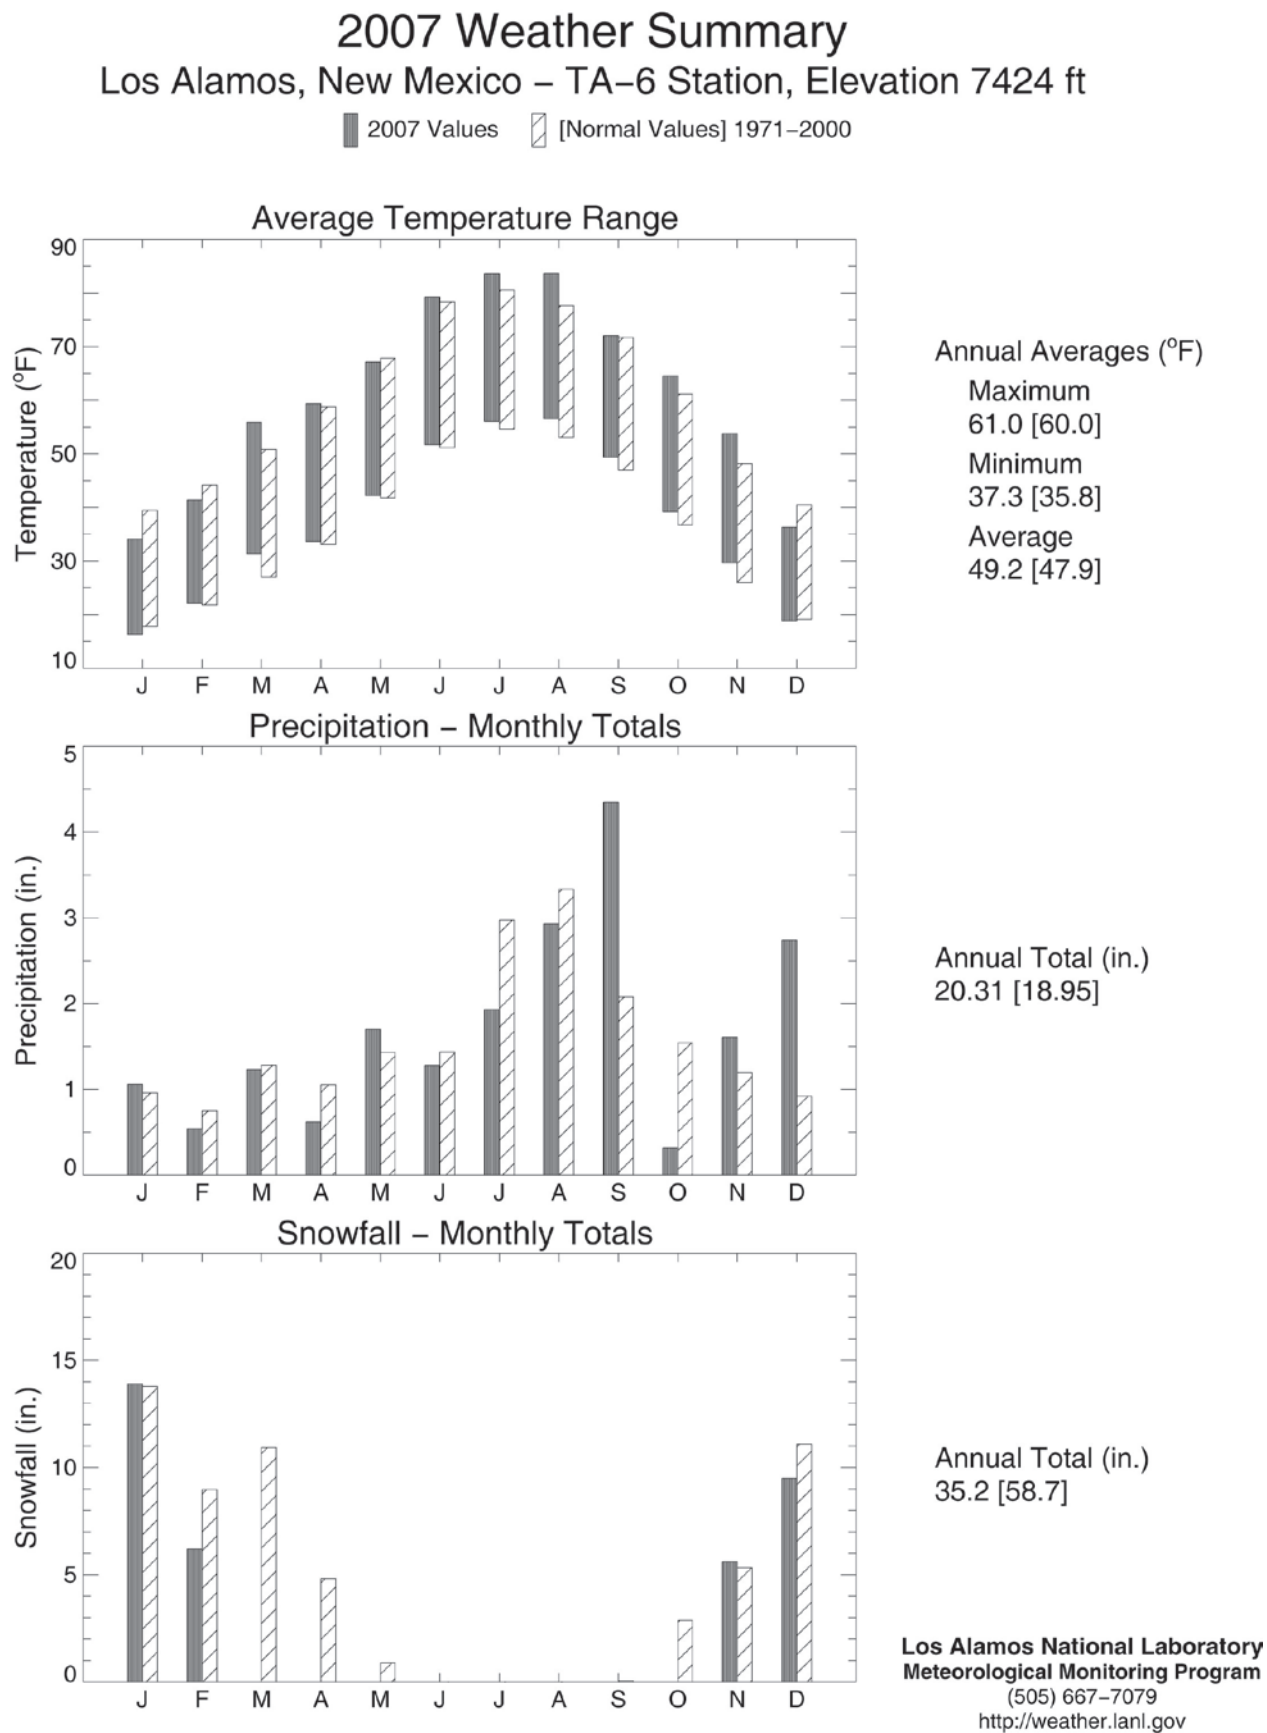 2007 Weather Summary
Los Alamos, New Mexico – TA–6 Station, Elevation 7424 ft
2007 Values [Normal Values] 1971–2000
Average Temperature Range
90
70
50
30
10
Temperature (°F)
J F M A M J J A S O N D
Annual Averages (°F)
Maximum
61.0 [60.0]
Minimum
37.3 [35.8]
Average
49.2 [47.9]
Precipitation – Monthly Totals
5
4
3
2
1
0
Precipitation (in.)
J F M A M J J A S O N D
Annual Total (in.)
20.31 [18.95]
Snowfall – Monthly Totals
20
15
10
5
0
Snowfall (in.)
J F M A M J J A S O N D
Annual Total (in.)
35.2 [58.7]
Los Alamos National Laboratory
Meteorological Monitoring Program
(505) 667–7079
http://weather.lanl.gov